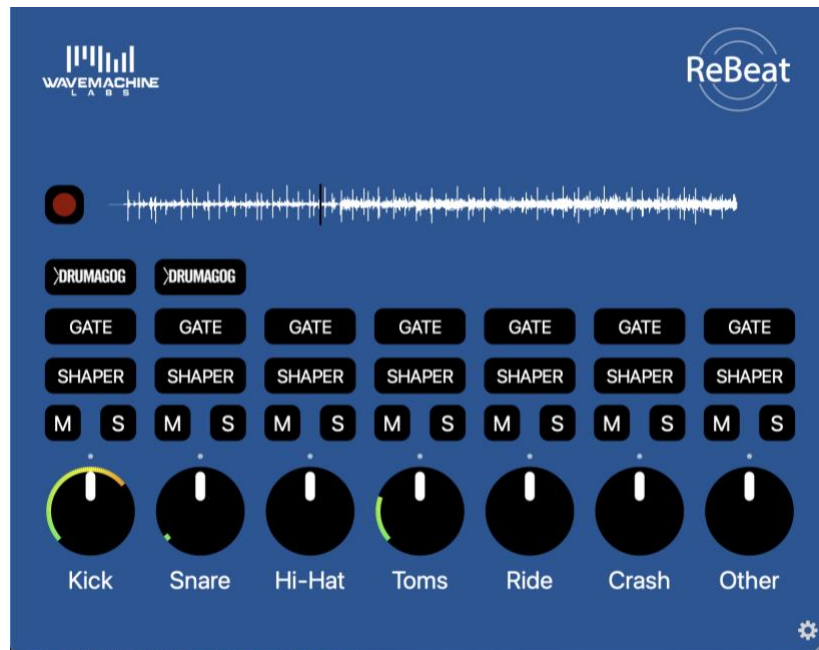 WAVEMACHINE
LABS
ReBeat
DRUMAGOG DRUMAGOG
GATE GATE GATE GATE GATE GATE GATE
SHAPER SHAPER SHAPER SHAPER SHAPER SHAPER SHAPER
M S M S M S M S M S M S M S
Kick Snare Hi-Hat Toms Ride Crash Other